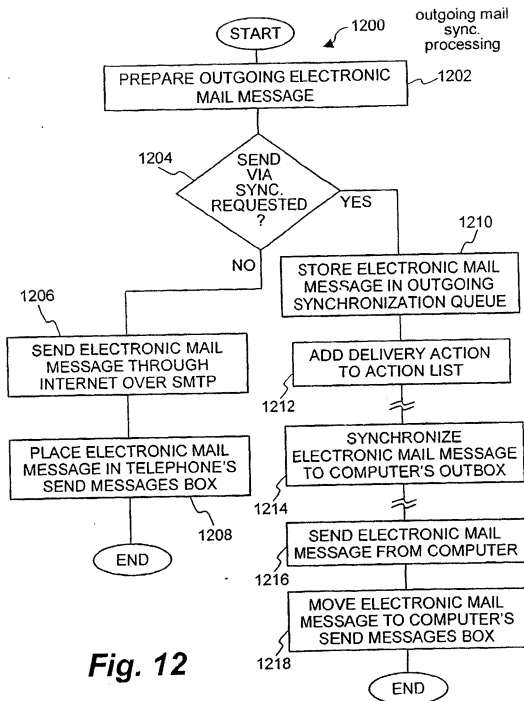 START
1200
outgoing mail
sync.
processing
PREPARE OUTGOING ELECTRONIC
MAIL MESSAGE
1202
1204
SEND
VIA
SYNC.
REQUESTED
?
YES
NO
1210
STORE ELECTRONIC MAIL
MESSAGE IN OUTGOING
SYNCHRONIZATION QUEUE
1206
SEND ELECTRONIC MAIL
MESSAGE THROUGH
INTERNET OVER SMTP
ADD DELIVERY ACTION
TO ACTION LIST
1212
PLACE ELECTRONIC MAIL
MESSAGE IN TELEPHONE'S
SEND MESSAGES BOX
1208
END
SYNCHRONIZE
ELECTRONIC MAIL MESSAGE
TO COMPUTER'S OUTBOX
1214
SEND ELECTRONIC MAIL
MESSAGE FROM COMPUTER
1216
MOVE ELECTRONIC MAIL
MESSAGE TO COMPUTER'S
SEND MESSAGES BOX
1218
END
Fig. 12